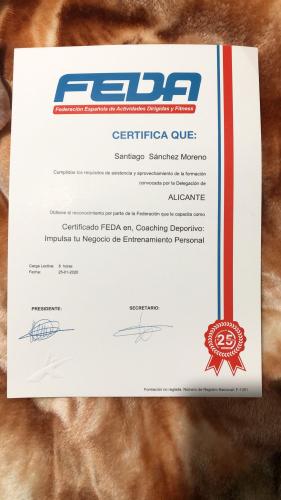 FEDA
Federación Española de Actividades Dirigidas y Fitness
CERTIFICA QUE:
Santiago Sánchez Moreno
Cumplidos los requisitos de asistencia y aprovechamiento de la formación
convocada por la Delegación de
ALICANTE
Obtiene el reconocimiento por parte de la Federación que le capacita como
Certificado FEDA en, Coaching Deportivo:
Impulsa tu Negocio de Entrenamiento Personal
Carga Lectiva: 8 horas
Fecha: 25-01-2020
PRESIDENTE:
SECRETARIO:
25
Formación no reglada. Número de Registro Nacional: